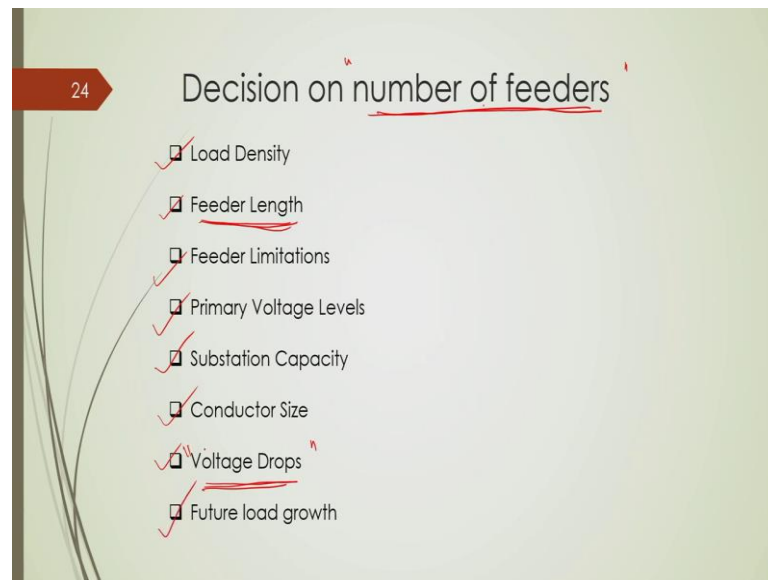 24
Decision on "number of feeders"
Load Density
Feeder Length
Feeder Limitations
Primary Voltage Levels
Substation Capacity
Conductor Size
"Voltage Drops"
Future load growth